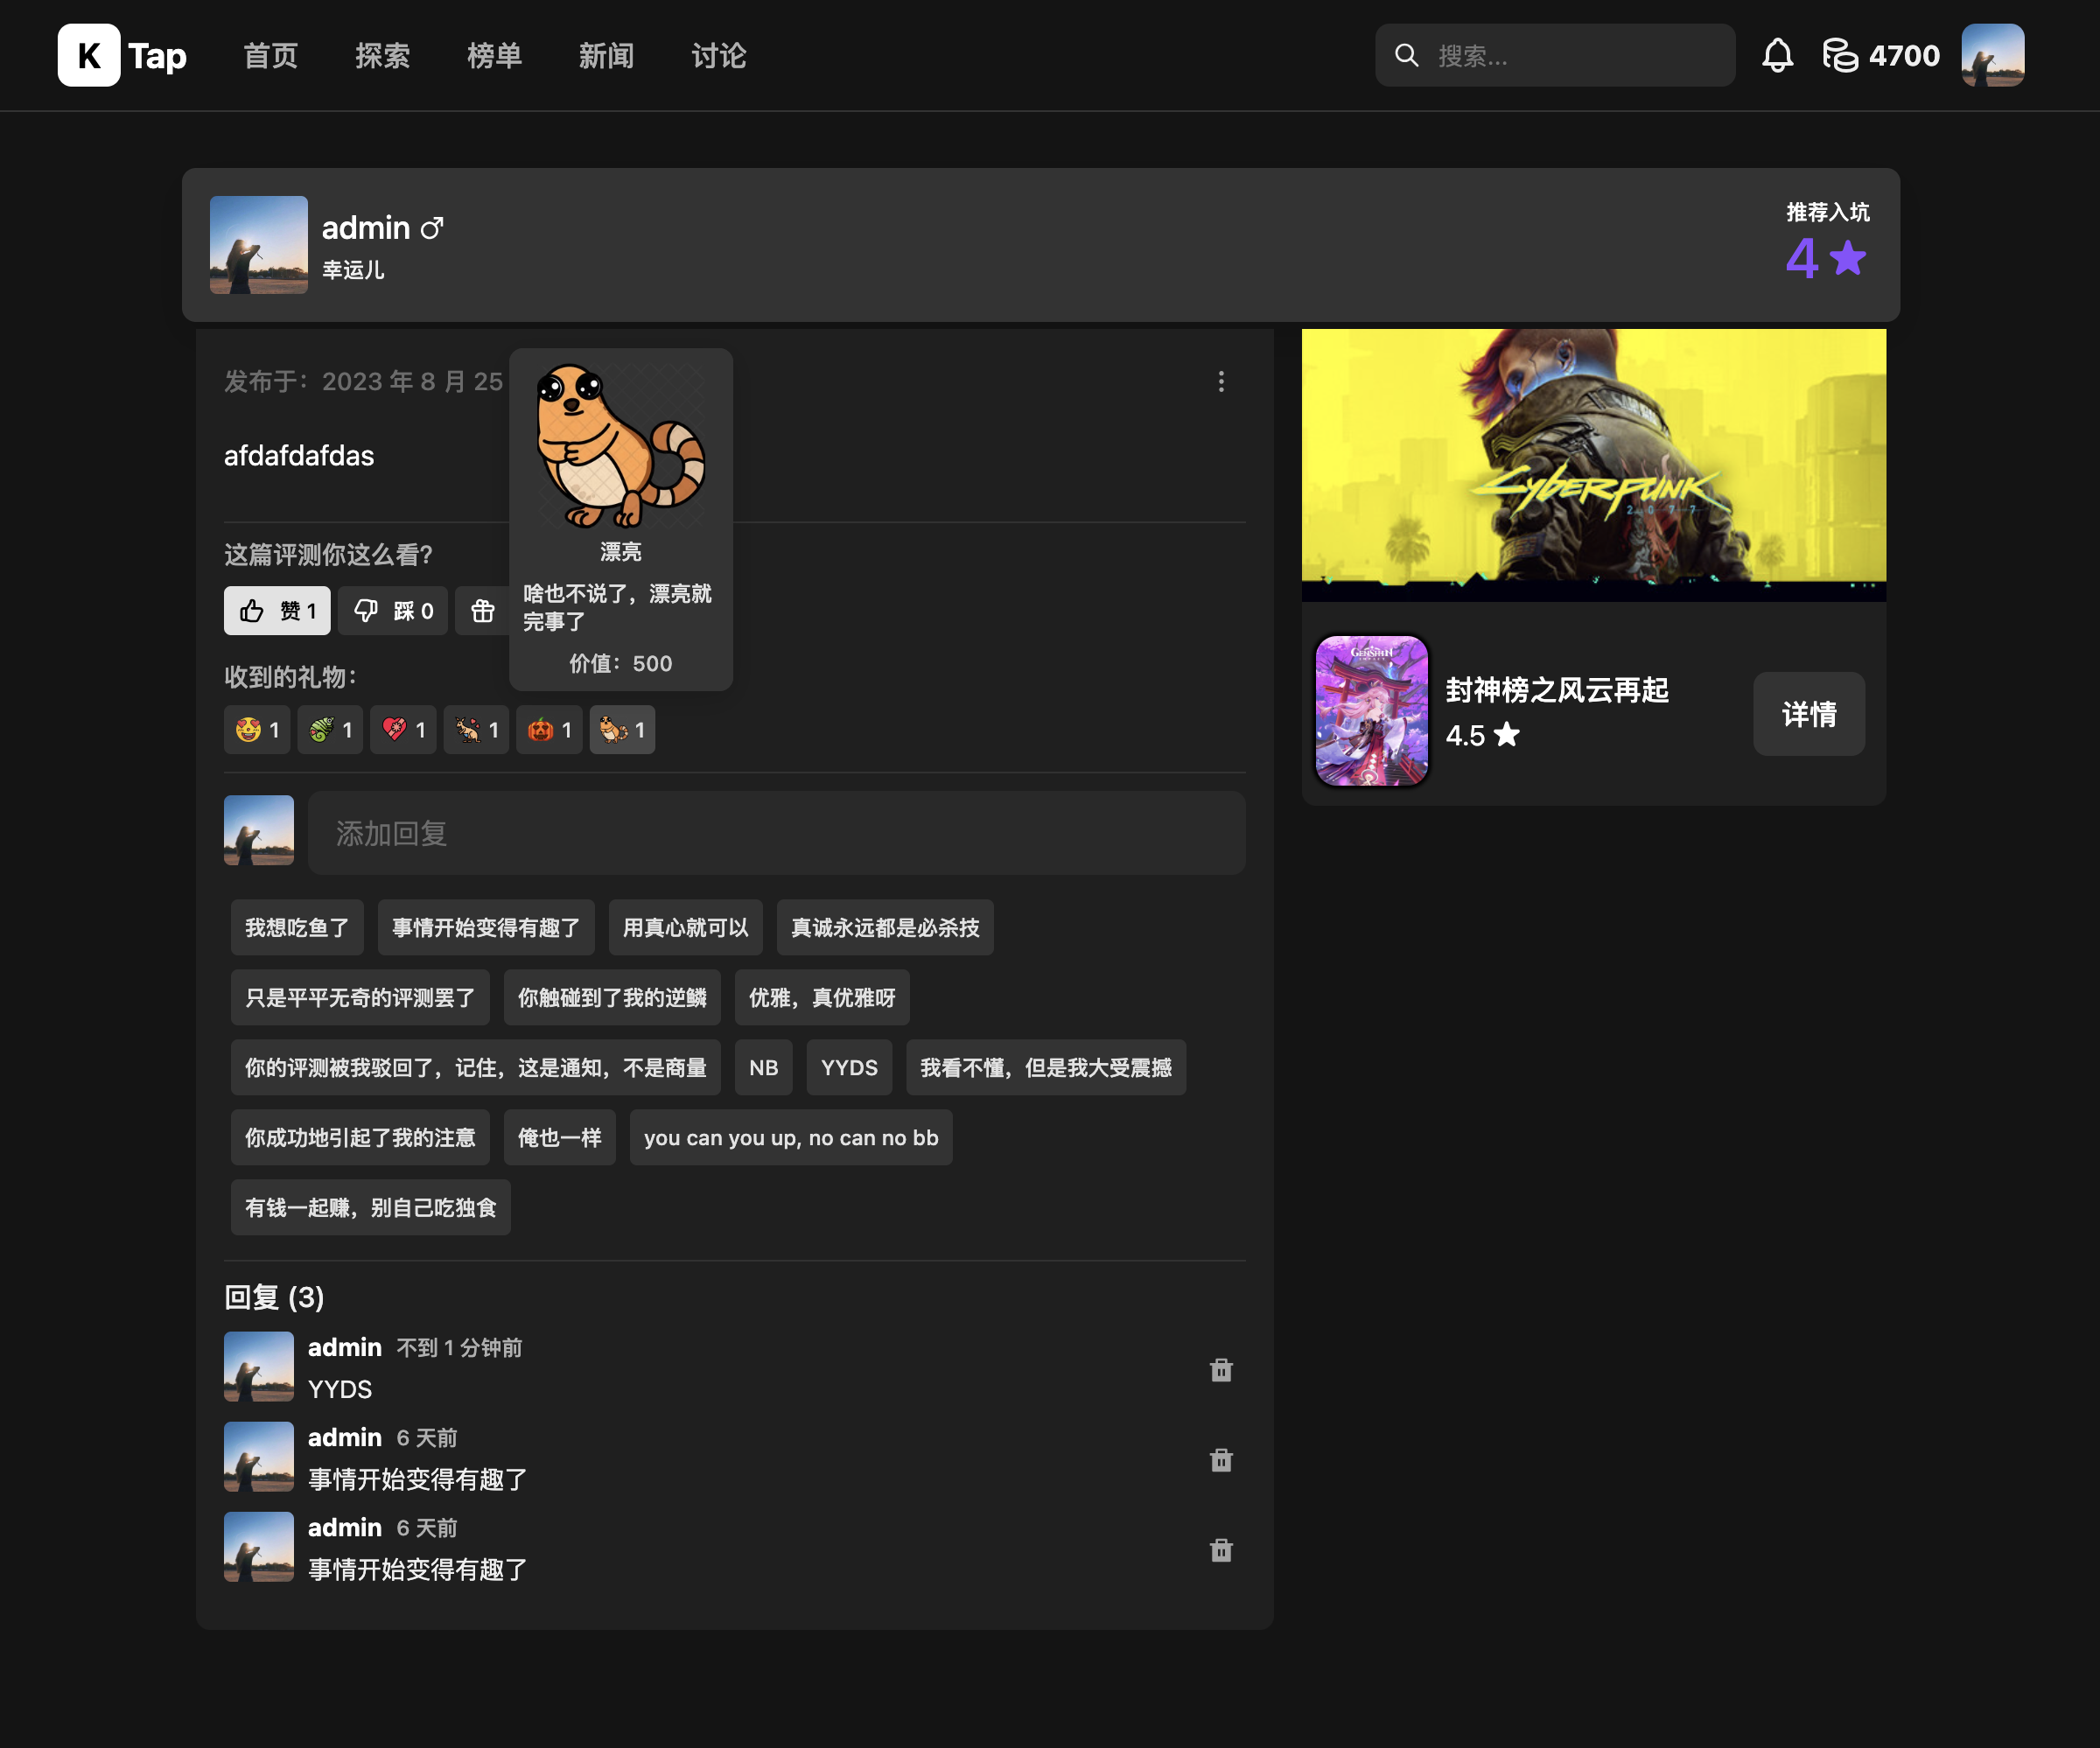 K Tap
首页
探索
榜单
新闻
讨论
搜索...
4700
admin
幸运儿
推荐入坑
4
发布于：2023 年 8 月 25
afdafdafdas
漂亮
啥也不说了，漂亮就
完事了
价值：500
这篇评测你这么看?
赞 1
踩 0
收到的礼物：
1
1
1
1
1
1
添加回复
我想吃鱼了
事情开始变得有趣了
用真心就可以
真诚永远都是必杀技
只是平平无奇的评测罢了
你触碰到了我的逆鳞
优雅，真优雅呀
你的评测被我驳回了，记住，这是通知，不是商量
NB
YYDS
我看不懂，但是我大受震撼
你成功地引起了我的注意
俺也一样
you can you up, no can no bb
有钱一起赚，别自己吃独食
回复 (3)
admin 不到 1 分钟前
YYDS
admin 6 天前
事情开始变得有趣了
admin 6 天前
事情开始变得有趣了
CYBERPUNK
2077
GENSHIN
IMPACT
封神榜之风云再起
4.5
详情